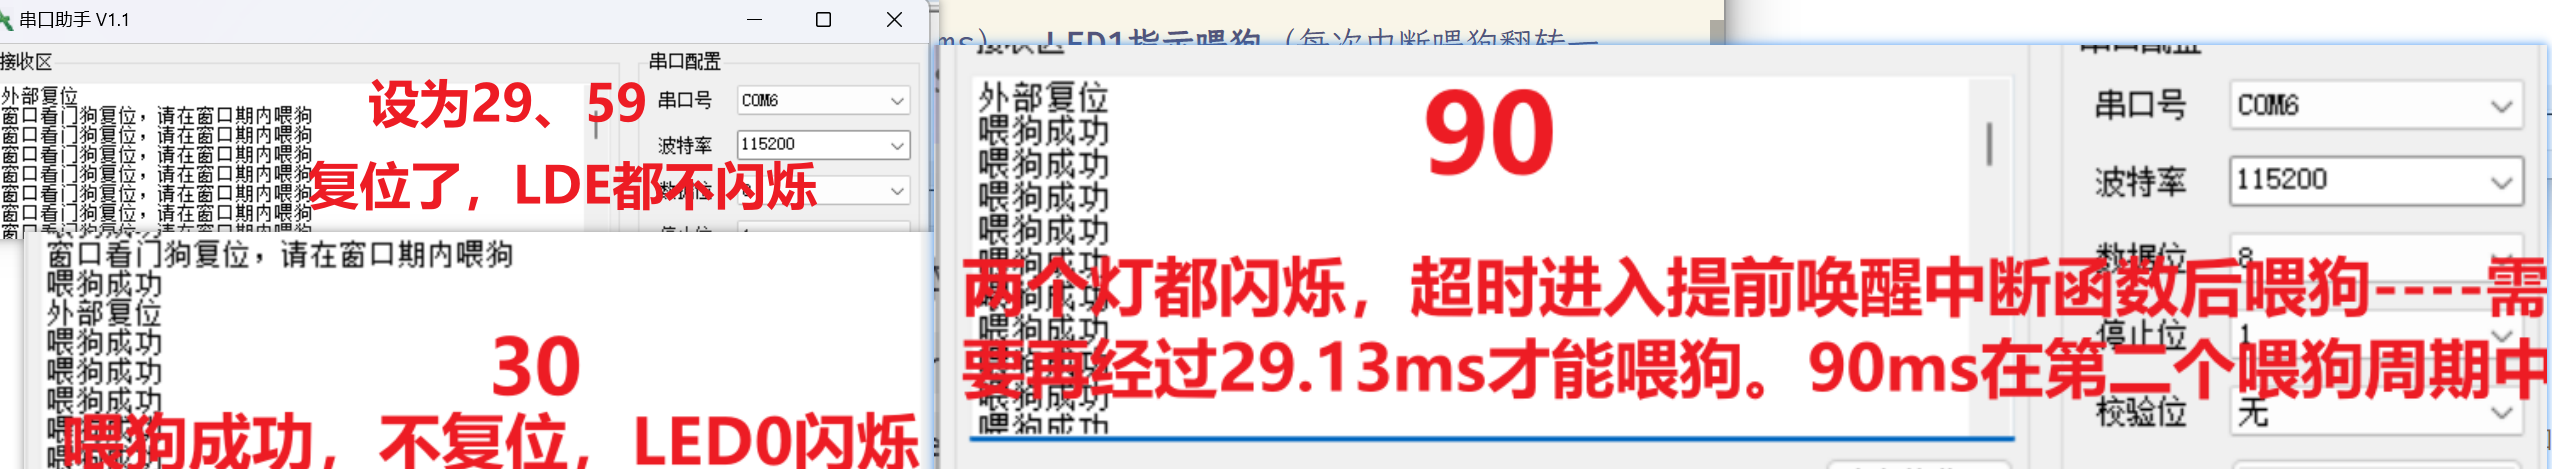 串口助手 V1.1
接收区
外部复位
窗口看门狗复位，请在窗口期内喂狗
窗口看门狗复位，请在窗口期内喂狗
窗口看门狗复位，请在窗口期内喂狗
窗口看门狗复位，请在窗口期内喂狗
窗口看门狗复位，请在窗口期内喂狗
窗口看门狗复位，请在窗口期内喂狗
窗口看门狗复位，请在窗口期内喂狗
设为29、59
复位了，LDE都不闪烁
串口配置
串口号 COM6
波特率 115200
数据位
停止位 1
窗口看门狗复位，请在窗口期内喂狗
喂狗成功
外部复位
喂狗成功
喂狗成功
喂狗成功
喂狗成功
30
喂狗成功，不复位，LED0闪烁
ms） LED1指示喂狗（每次中断喂狗翻转一
接收区
外部复位
喂狗成功
喂狗成功
喂狗成功
喂狗成功
喂狗成功
喂狗成功
喂狗成功
喂狗成功
喂狗成功
喂狗成功
90
两个灯都闪烁，超时进入提前唤醒中断函数后喂狗----需
要再经过29.13ms才能喂狗。90ms在第二个喂狗周期中
串口配置
串口号 COM6
波特率 115200
数据位 8
停止位 1
校验位 无